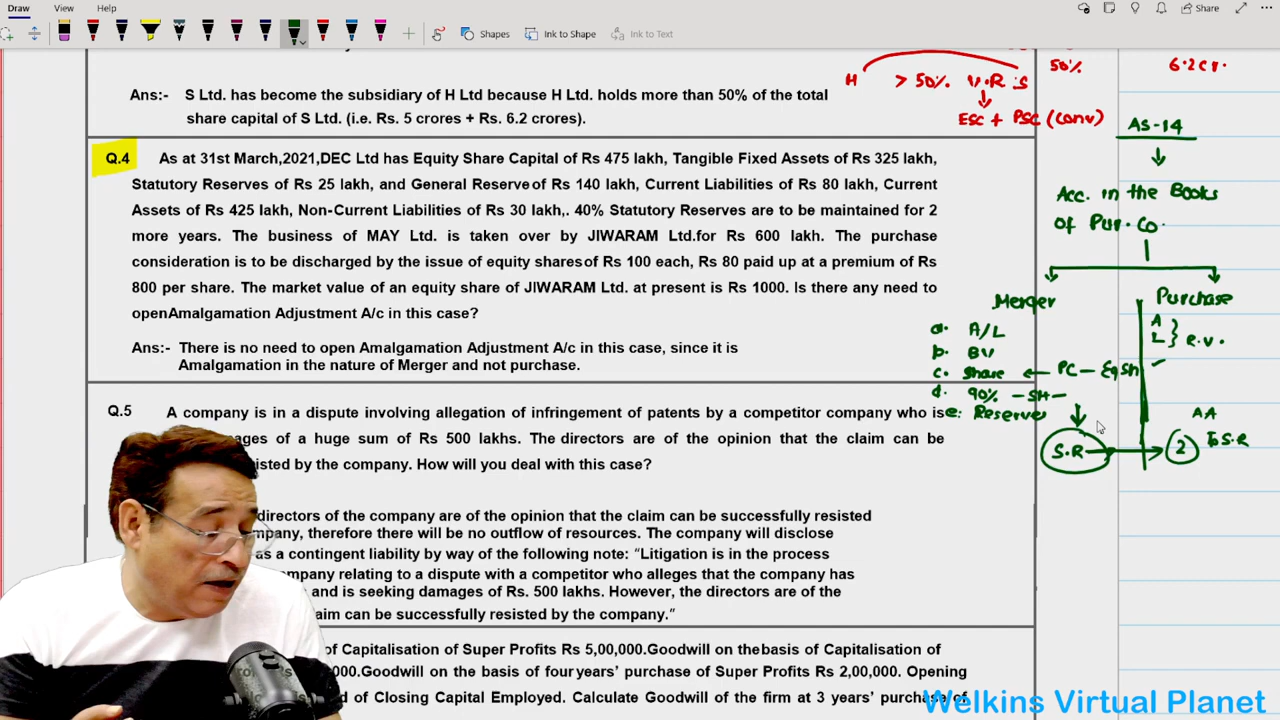 Draw View Help Share
Shapes Ink to Shape Ink to Text
H > 50% V.R is
50% 6.2 cr.
Ans:- S Ltd. has become the subsidiary of H Ltd because H Ltd. holds more than 50% of the total
share capital of S Ltd. (i.e. Rs. 5 crores + Rs. 6.2 crores).
ESC + PSC (conv)
Q.4 As at 31st March,2021,DEC Ltd has Equity Share Capital of Rs 475 lakh, Tangible Fixed Assets of Rs 325 lakh,
Statutory Reserves of Rs 25 lakh, and General Reserve of Rs 140 lakh, Current Liabilities of Rs 80 lakh, Current
Assets of Rs 425 lakh, Non-Current Liabilities of Rs 30 lakh,. 40% Statutory Reserves are to be maintained for 2
more years. The business of MAY Ltd. is taken over by JIWARAM Ltd.for Rs 600 lakh. The purchase
consideration is to be discharged by the issue of equity shares of Rs 100 each, Rs 80 paid up at a premium of Rs
800 per share. The market value of an equity share of JIWARAM Ltd. at present is Rs 1000. Is there any need to
openAmalgamation Adjustment A/c in this case?
Ans:- There is no need to open Amalgamation Adjustment A/c in this case, since it is
Amalgamation in the nature of Merger and not purchase.
AS-14
Acc. in the Books
of Pur. Co.
Merger Purchase
a. A/L
b. BV
c. Share ← PC – Eq Sh
d. 90% – SH –
e. Reserves
A
L } R.V.
S.R → 2
AA
To S.R
Q.5 A company is in a dispute involving allegation of infringement of patents by a competitor company who is
ages of a huge sum of Rs 500 lakhs. The directors are of the opinion that the claim can be
isted by the company. How will you deal with this case?
directors of the company are of the opinion that the claim can be successfully resisted
mpany, therefore there will be no outflow of resources. The company will disclose
as a contingent liability by way of the following note: “Litigation is in the process
ompany relating to a dispute with a competitor who alleges that the company has
and is seeking damages of Rs. 500 lakhs. However, the directors are of the
laim can be successfully resisted by the company.”
of Capitalisation of Super Profits Rs 5,00,000.Goodwill on the basis of Capitalisation of
000.Goodwill on the basis of four years’ purchase of Super Profits Rs 2,00,000. Opening
d of Closing Capital Employed. Calculate Goodwill of the firm at 3 years’ purchase of
Welkins Virtual Planet